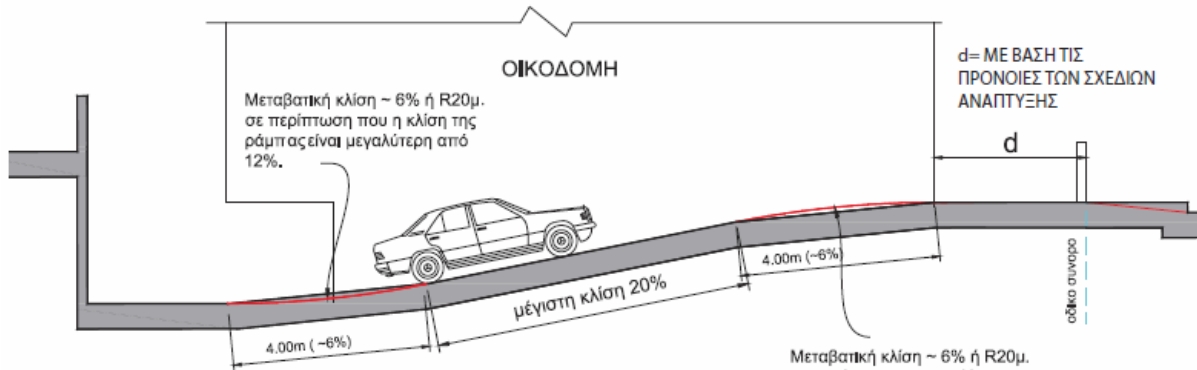 ΟΙΚΟΔΟΜΗ
d= ΜΕ ΒΑΣΗ ΤΙΣ
ΠΡΟΝΟΙΕΣ ΤΩΝ ΣΧΕΔΙΩΝ
ΑΝΑΠΤΥΞΗΣ
Μεταβατική κλίση ~ 6% ή R20μ.
σε περίπτωση που η κλίση της
ράμπας είναι μεγαλύτερη από
12%.
d
4.00m (~6%)
μέγιστη κλίση 20%
4.00m ( ~6%)
οδικο συνορο
Μεταβατική κλίση ~ 6% ή R20μ.